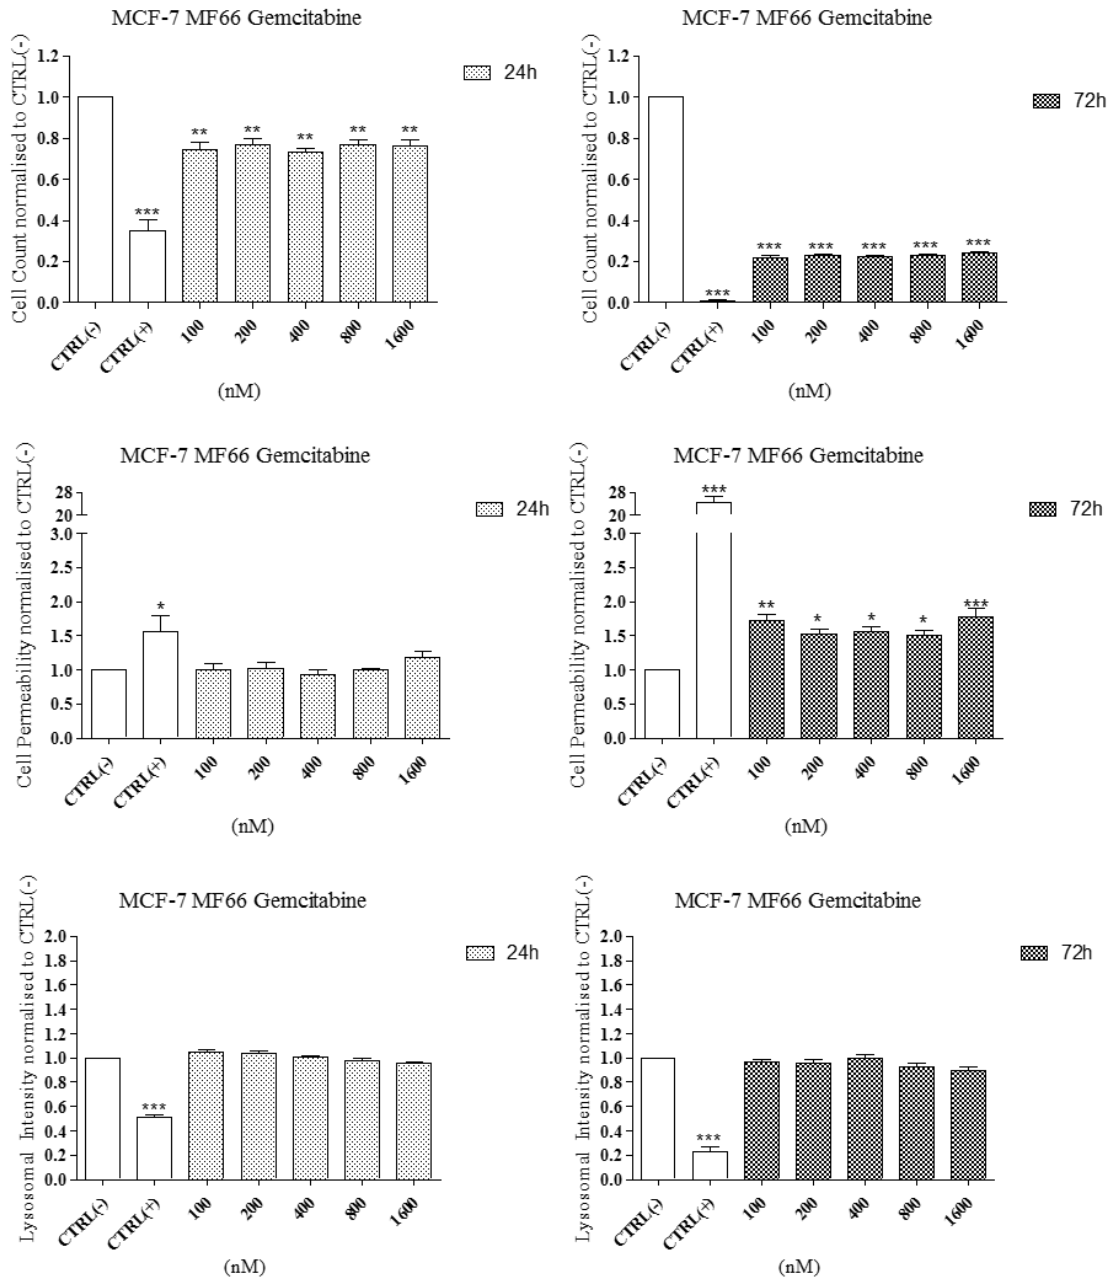 MCF-7 MF66 Gemcitabine
Cell Count normalised to CTRL(-)
1.2
1.0
0.8
0.6
0.4
0.2
0.0
*** ** ** ** ** **
CTRL(-) CTRL(+) 100 200 400 800 1600
(nM)
24h
MCF-7 MF66 Gemcitabine
Cell Count normalised to CTRL(-)
1.2
1.0
0.8
0.6
0.4
0.2
0.0
*** *** *** *** *** ***
CTRL(-) CTRL(+) 100 200 400 800 1600
(nM)
72h
MCF-7 MF66 Gemcitabine
Cell Permeability normalised to CTRL(-)
28
20
3.0
2.5
2.0
1.5
1.0
0.5
0.0
*
CTRL(-) CTRL(+) 100 200 400 800 1600
(nM)
24h
MCF-7 MF66 Gemcitabine
Cell Permeability normalised to CTRL(-)
28
20
3.0
2.5
2.0
1.5
1.0
0.5
0.0
*** ** * * * ***
CTRL(-) CTRL(+) 100 200 400 800 1600
(nM)
72h
MCF-7 MF66 Gemcitabine
Lysosomal Intensity normalised to CTRL(-)
2.0
1.8
1.6
1.4
1.2
1.0
0.8
0.6
0.4
0.2
0.0
***
CTRL(-) CTRL(+) 100 200 400 800 1600
(nM)
24h
MCF-7 MF66 Gemcitabine
Lysosomal Intensity normalised to CTRL(-)
2.0
1.8
1.6
1.4
1.2
1.0
0.8
0.6
0.4
0.2
0.0
***
CTRL(-) CTRL(+) 100 200 400 800 1600
(nM)
72h